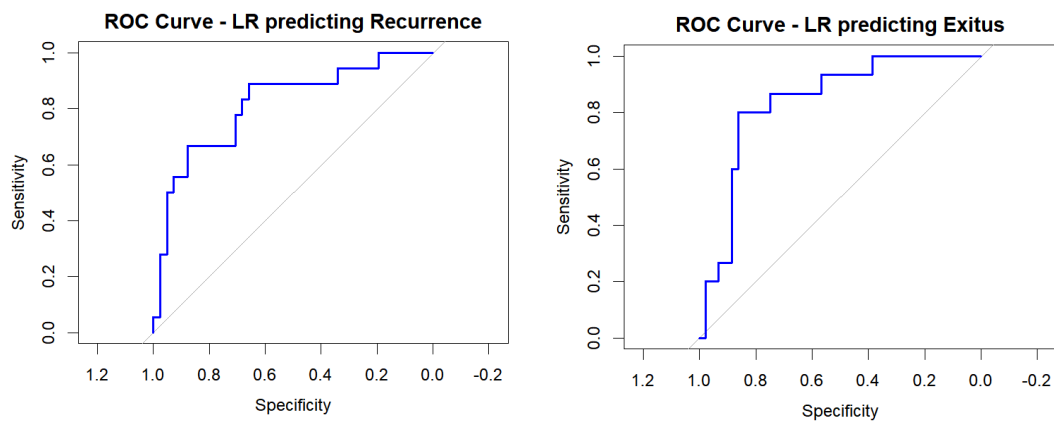 ROC Curve - LR predicting Recurrence
Sensitivity
0.0 0.2 0.4 0.6 0.8 1.0
1.2 1.0 0.8 0.6 0.4 0.2 0.0 -0.2
Specificity
ROC Curve - LR predicting Exitus
Sensitivity
0.0 0.2 0.4 0.6 0.8 1.0
1.2 1.0 0.8 0.6 0.4 0.2 0.0 -0.2
Specificity